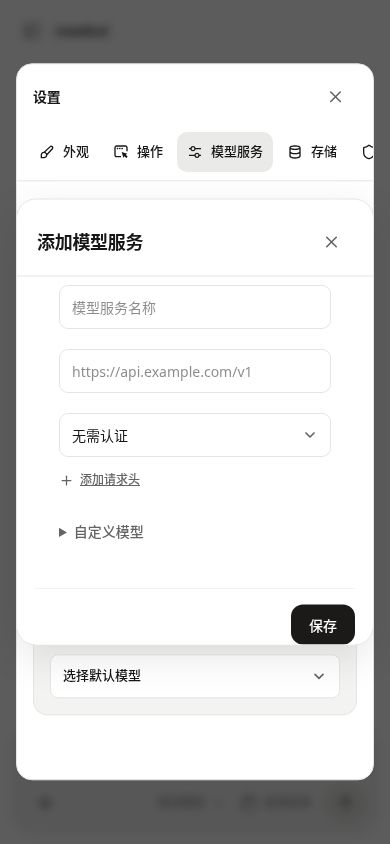 设置
外观
操作
模型服务
存储
添加模型服务
模型服务名称
https://api.example.com/v1
无需认证
添加请求头
自定义模型
保存
选择默认模型